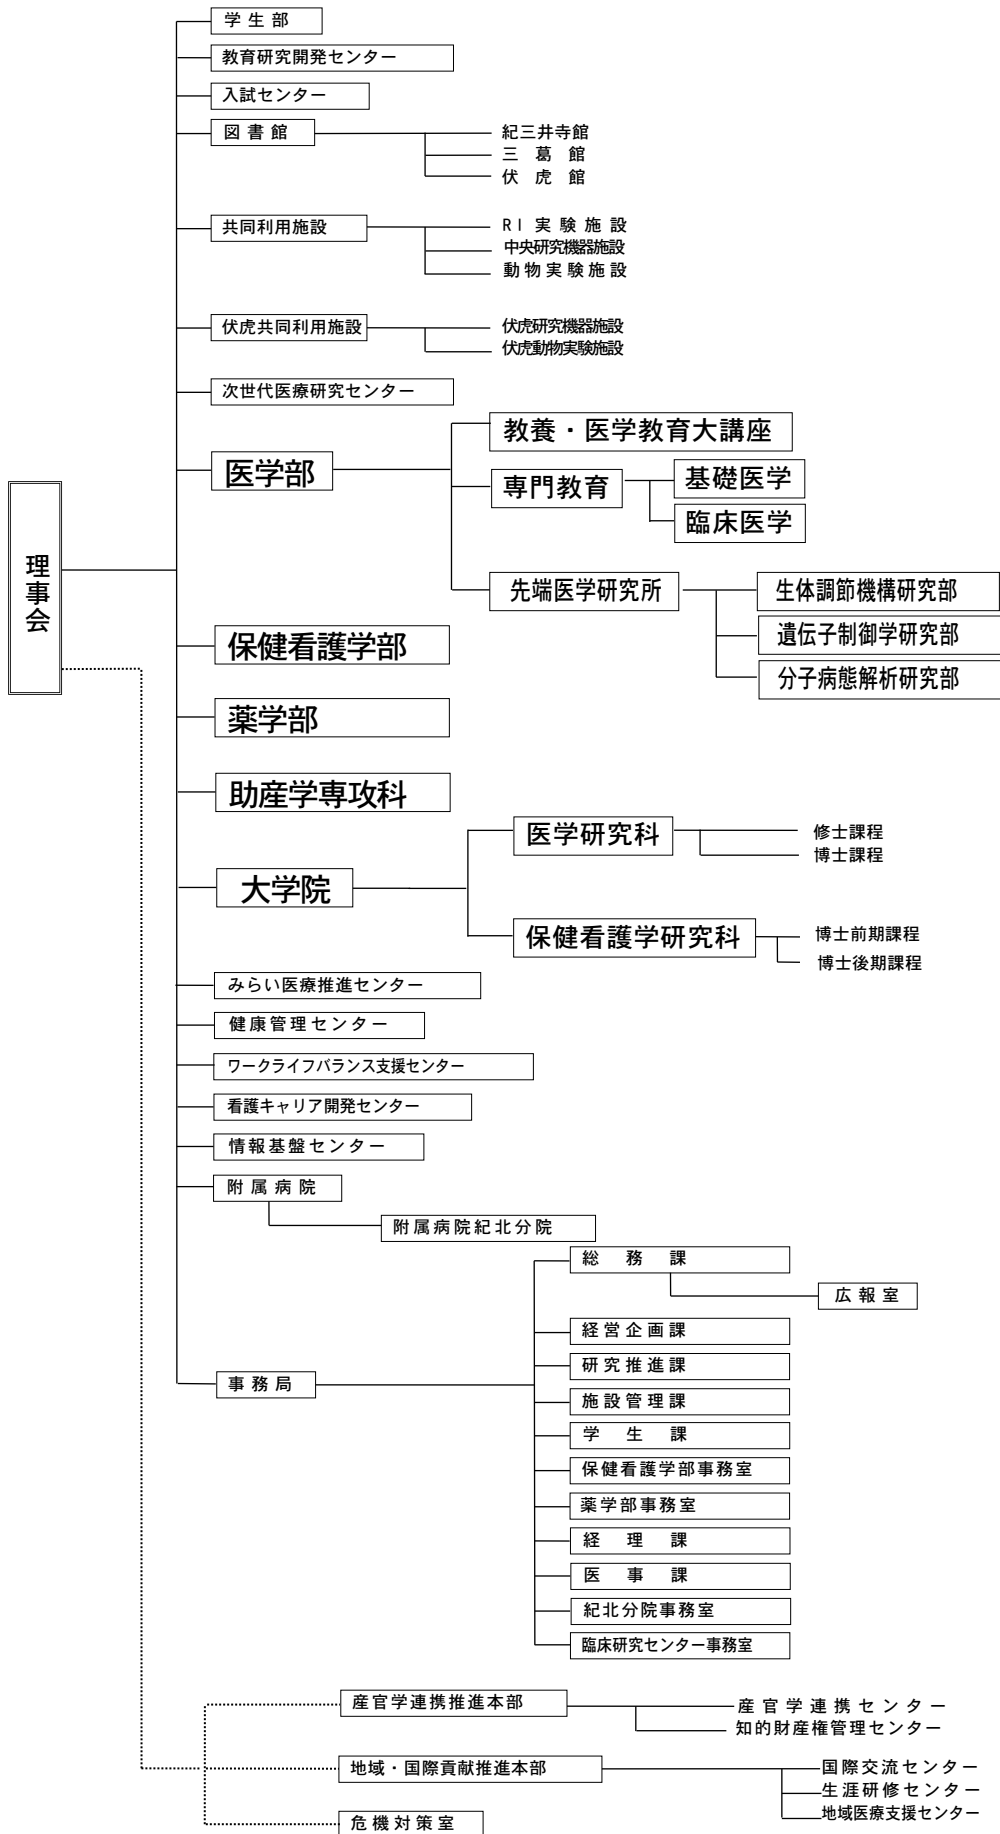 学生部
教育研究開発センター
入試センター
図書館
紀三井寺館
三葛館
伏虎館
共同利用施設
RI実験施設
中央研究機器施設
動物実験施設
伏虎共同利用施設
伏虎研究機器施設
伏虎動物実験施設
次世代医療研究センター
医学部
教養・医学教育大講座
専門教育
基礎医学
臨床医学
先端医学研究所
生体調節機構研究部
遺伝子制御学研究部
分子病態解析研究部
理事会
保健看護学部
薬学部
助産学専攻科
大学院
医学研究科
修士課程
博士課程
保健看護学研究科
博士前期課程
博士後期課程
みらい医療推進センター
健康管理センター
ワークライフバランス支援センター
看護キャリア開発センター
情報基盤センター
附属病院
附属病院紀北分院
事務局
総務課
広報室
経営企画課
研究推進課
施設管理課
学生課
保健看護学部事務室
薬学部事務室
経理課
医事課
紀北分院事務室
臨床研究センター事務室
産官学連携推進本部
産官学連携センター
知的財産権管理センター
地域・国際貢献推進本部
国際交流センター
生涯研修センター
地域医療支援センター
危機対策室